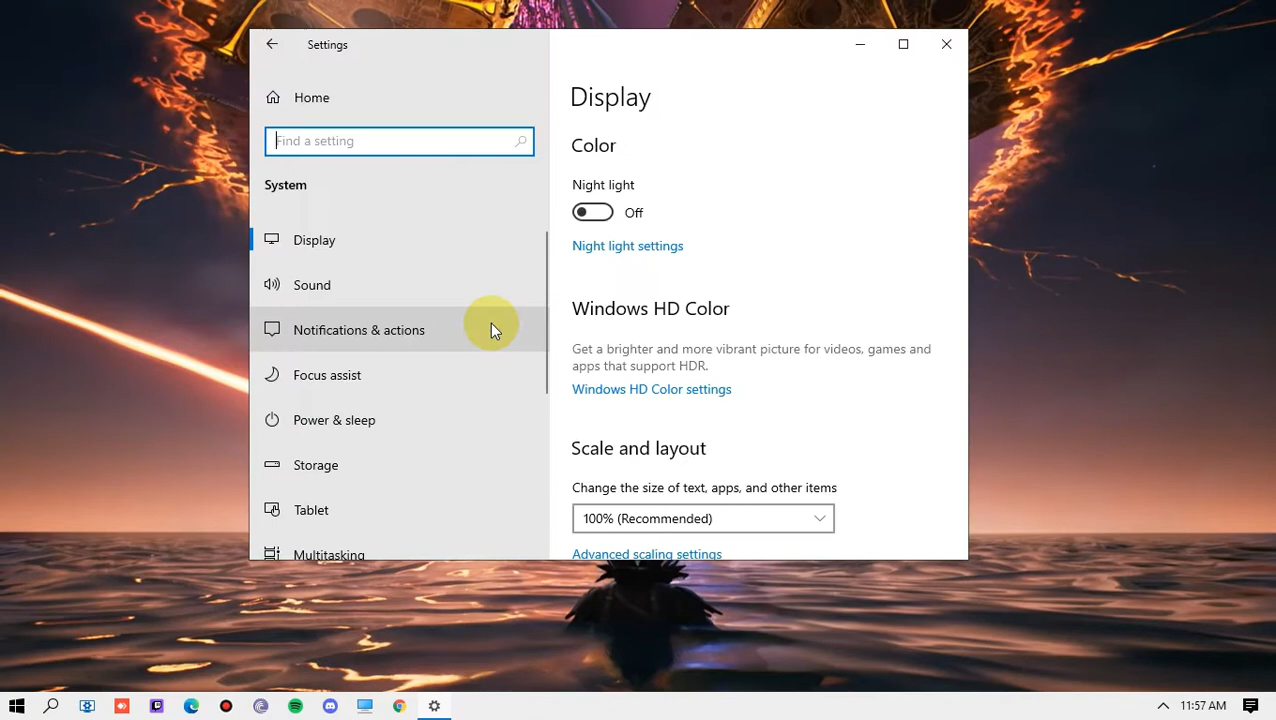 Settings
Home
Find a setting
System
Display
Sound
Notifications & actions
Focus assist
Power & sleep
Storage
Tablet
Multitasking
Display
Color
Night light
Off
Night light settings
Windows HD Color
Get a brighter and more vibrant picture for videos, games and
apps that support HDR.
Windows HD Color settings
Scale and layout
Change the size of text, apps, and other items
100% (Recommended)
Advanced scaling settings
11:57 AM